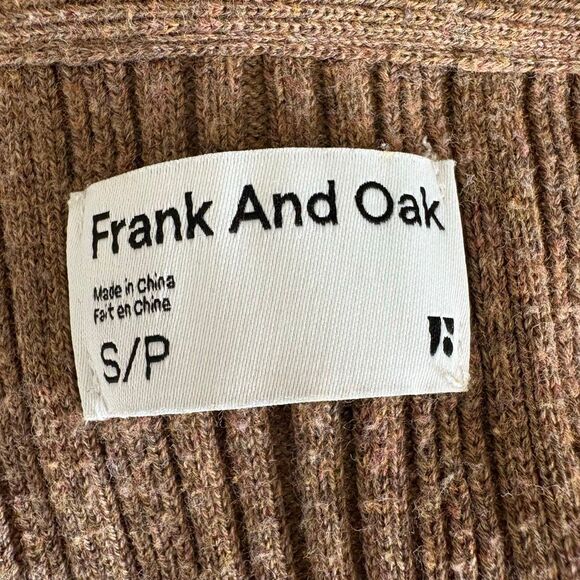 Frank And Oak
Made in China
Fait en Chine
S/P